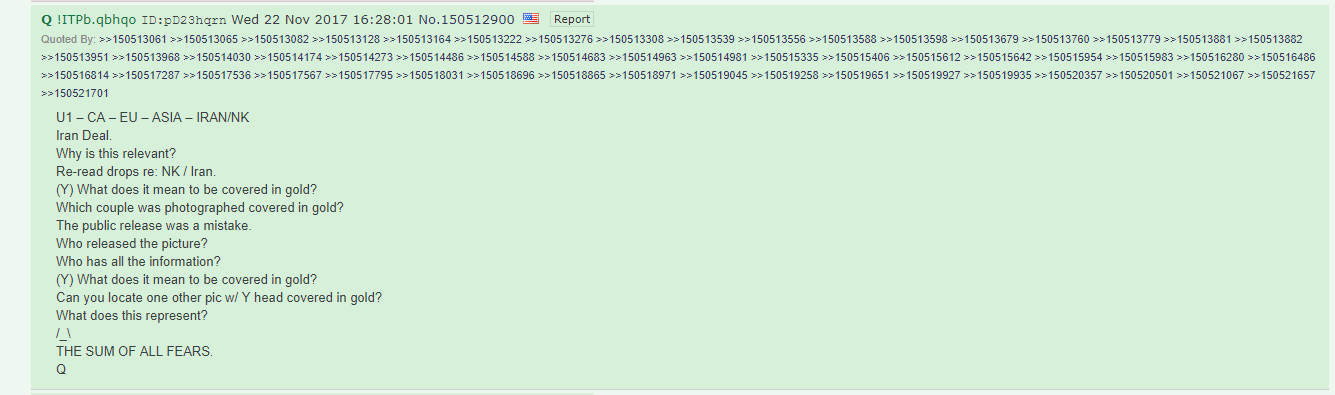 Q !ITPb.qbhqo ID:pD23hqrn Wed 22 Nov 2017 16:28:01 No.150512900 Report
Quoted By: >>150513061 >>150513065 >>150513082 >>150513128 >>150513164 >>150513222 >>150513276 >>150513308 >>150513539 >>150513556 >>150513588 >>150513598 >>150513679 >>150513760 >>150513779 >>150513881 >>150513882
>>150513951 >>150513968 >>150514030 >>150514174 >>150514273 >>150514486 >>150514588 >>150514683 >>150514963 >>150514981 >>150515335 >>150515406 >>150515612 >>150515642 >>150515954 >>150515983 >>150516280 >>150516486
>>150516814 >>150517287 >>150517536 >>150517567 >>150517795 >>150518031 >>150518696 >>150518865 >>150518971 >>150519045 >>150519258 >>150519651 >>150519927 >>150519935 >>150520357 >>150520501 >>150521067 >>150521657
>>150521701
U1 – CA – EU – ASIA – IRAN/NK
Iran Deal.
Why is this relevant?
Re-read drops re: NK / Iran.
(Y) What does it mean to be covered in gold?
Which couple was photographed covered in gold?
The public release was a mistake.
Who released the picture?
Who has all the information?
(Y) What does it mean to be covered in gold?
Can you locate one other pic w/ Y head covered in gold?
What does this represent?
/_\
THE SUM OF ALL FEARS.
Q